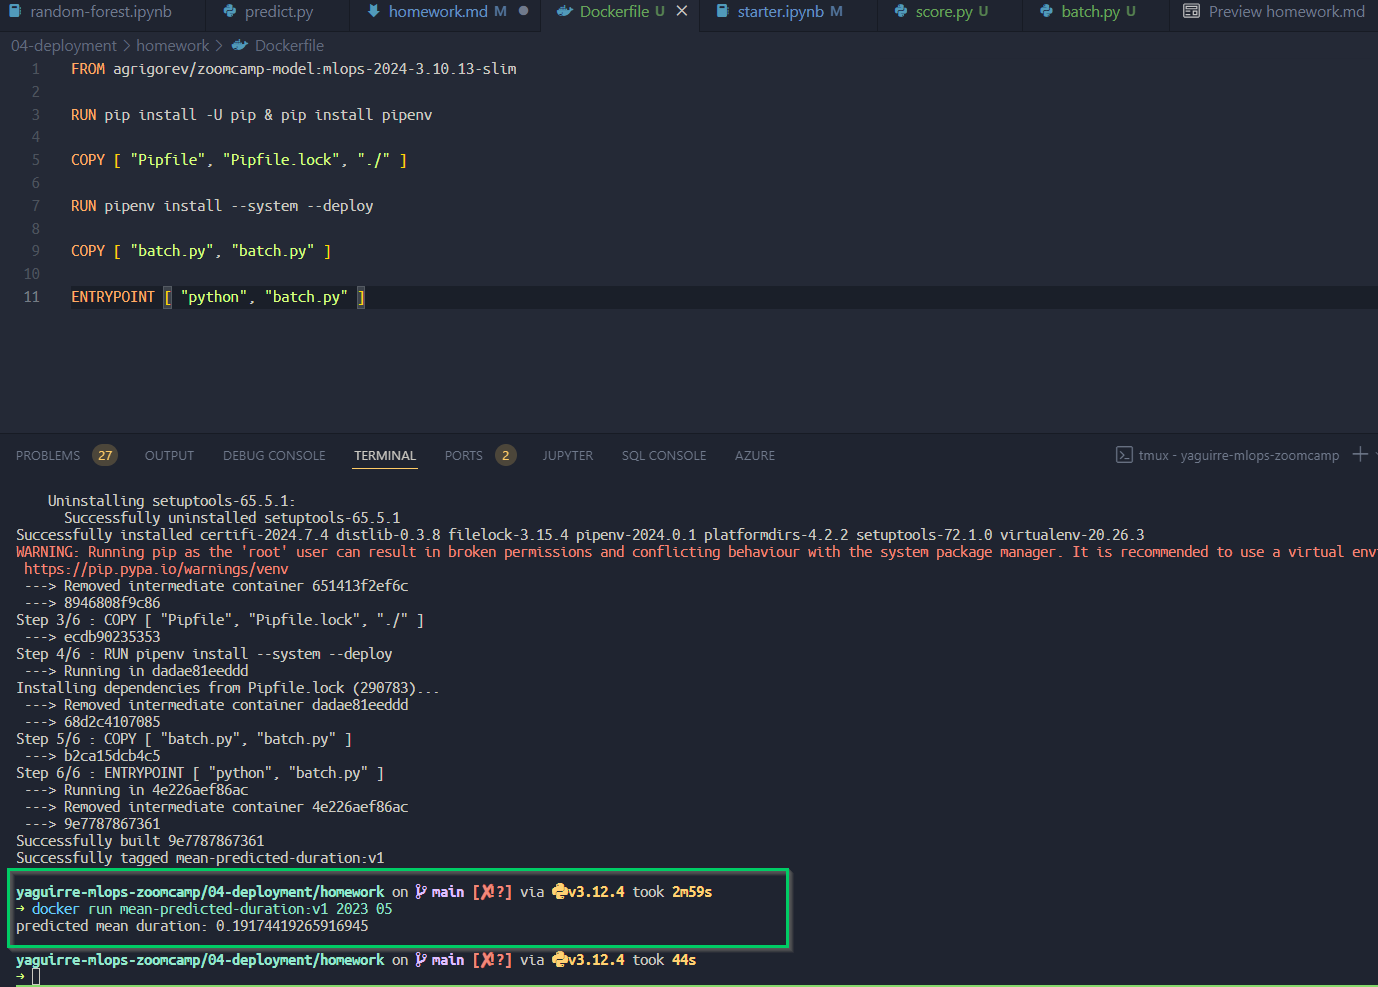 random-forest.ipynb predict.py homework.md M Dockerfile U starter.ipynb M score.py U batch.py U Preview homework.md
04-deployment > homework > Dockerfile
1 FROM agrigorev/zoomcamp-model:mlops-2024-3.10.13-slim
2
3 RUN pip install -U pip & pip install pipenv
4
5 COPY [ "Pipfile", "Pipfile.lock", "./" ]
6
7 RUN pipenv install --system --deploy
8
9 COPY [ "batch.py", "batch.py" ]
10
11 ENTRYPOINT [ "python", "batch.py" ]
PROBLEMS 27 OUTPUT DEBUG CONSOLE TERMINAL PORTS 2 JUPYTER SQL CONSOLE AZURE tmux - yaguirre-mlops-zoomcamp
Uninstalling setuptools-65.5.1:
Successfully uninstalled setuptools-65.5.1
Successfully installed certifi-2024.7.4 distlib-0.3.8 filelock-3.15.4 pipenv-2024.0.1 platformdirs-4.2.2 setuptools-72.1.0 virtualenv-20.26.3
WARNING: Running pip as the 'root' user can result in broken permissions and conflicting behaviour with the system package manager. It is recommended to use a virtual env
https://pip.pypa.io/warnings/venv
---> Removed intermediate container 651413f2ef6c
---> 8946808f9c86
Step 3/6 : COPY [ "Pipfile", "Pipfile.lock", "./" ]
---> ecdb90235353
Step 4/6 : RUN pipenv install --system --deploy
---> Running in dadae81eeddd
Installing dependencies from Pipfile.lock (290783)...
---> Removed intermediate container dadae81eeddd
---> 68d2c4107085
Step 5/6 : COPY [ "batch.py", "batch.py" ]
---> b2ca15dcb4c5
Step 6/6 : ENTRYPOINT [ "python", "batch.py" ]
---> Running in 4e226aef86ac
---> Removed intermediate container 4e226aef86ac
---> 9e7787867361
Successfully built 9e7787867361
Successfully tagged mean-predicted-duration:v1
yaguirre-mlops-zoomcamp/04-deployment/homework on main [✘!?] via v3.12.4 took 2m59s
→ docker run mean-predicted-duration:v1 2023 05
predicted mean duration: 0.19174419265916945
yaguirre-mlops-zoomcamp/04-deployment/homework on main [✘!?] via v3.12.4 took 44s
→